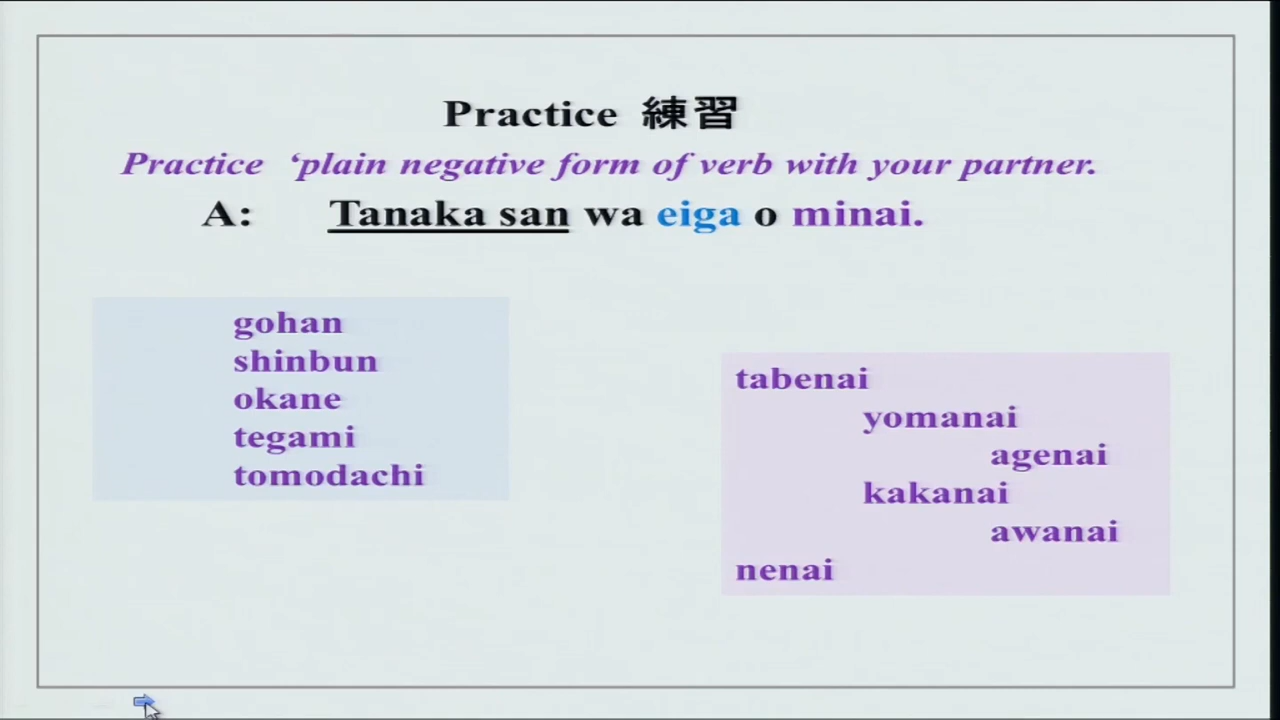 Practice 練習
Practice ‘plain negative form of verb with your partner.
A: Tanaka san wa eiga o minai.
gohan
shinbun
okane
tegami
tomodachi
tabenai
yomanai
agenai
kakanai
awanai
nenai